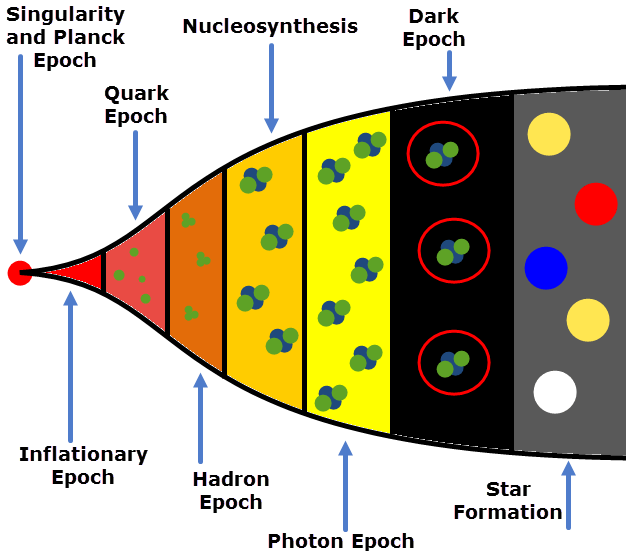 Singularity
and Planck
Epoch
Nucleosynthesis
Dark
Epoch
Quark
Epoch
Inflationary
Epoch
Hadron
Epoch
Photon Epoch
Star
Formation